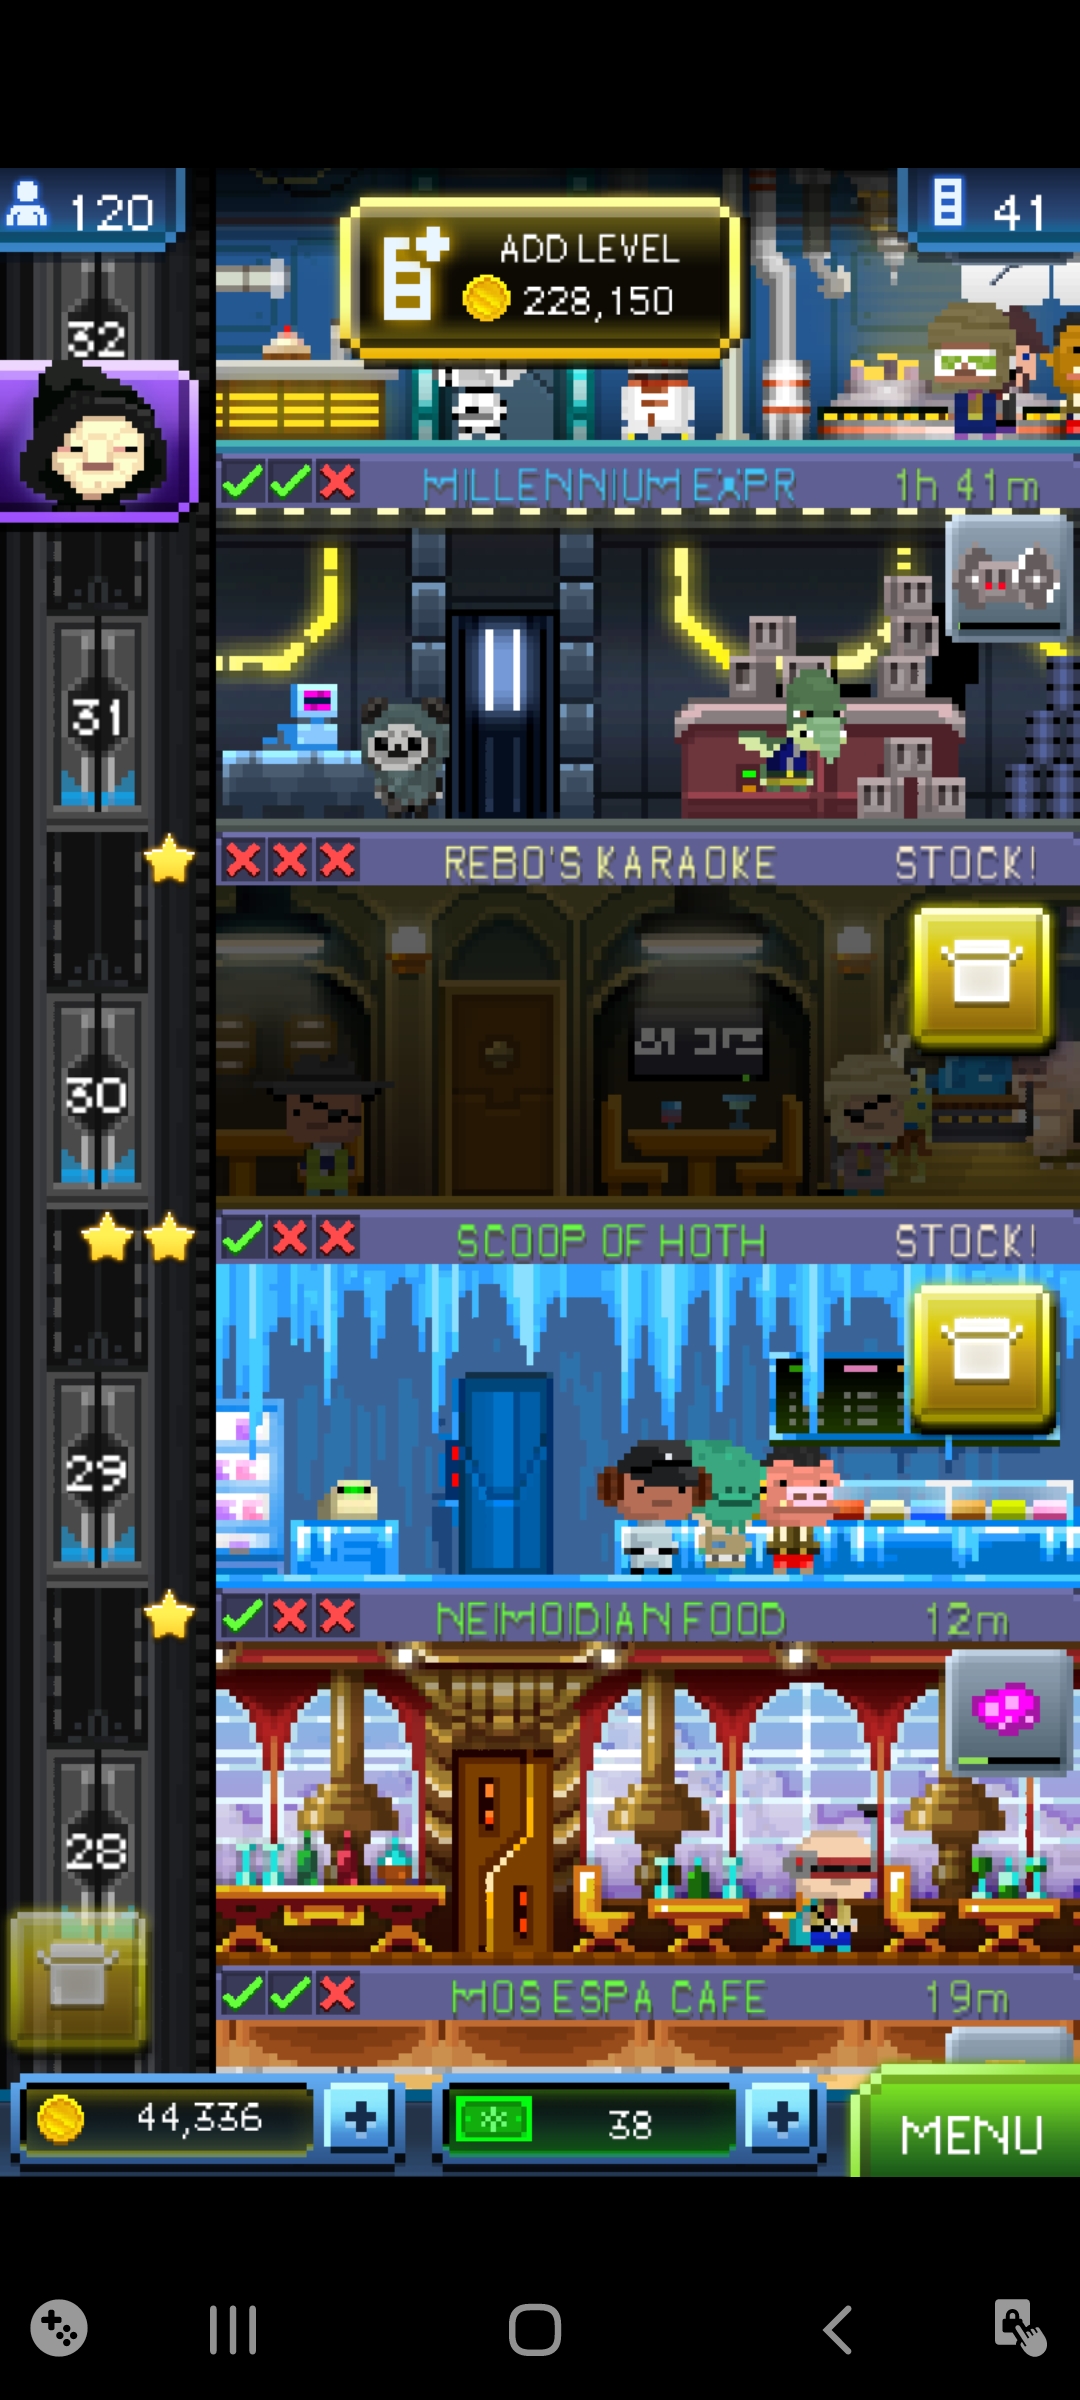 120
ADD LEVEL
228,150
41
32
MILLENNIUM EXPR
1h 41m
31
REBO'S KARAOKE
STOCK!
30
SCOOP OF HOTH
STOCK!
29
NEIMOIDIAN FOOD
12m
28
MOS ESPA CAFE
19m
44,336
38
MENU